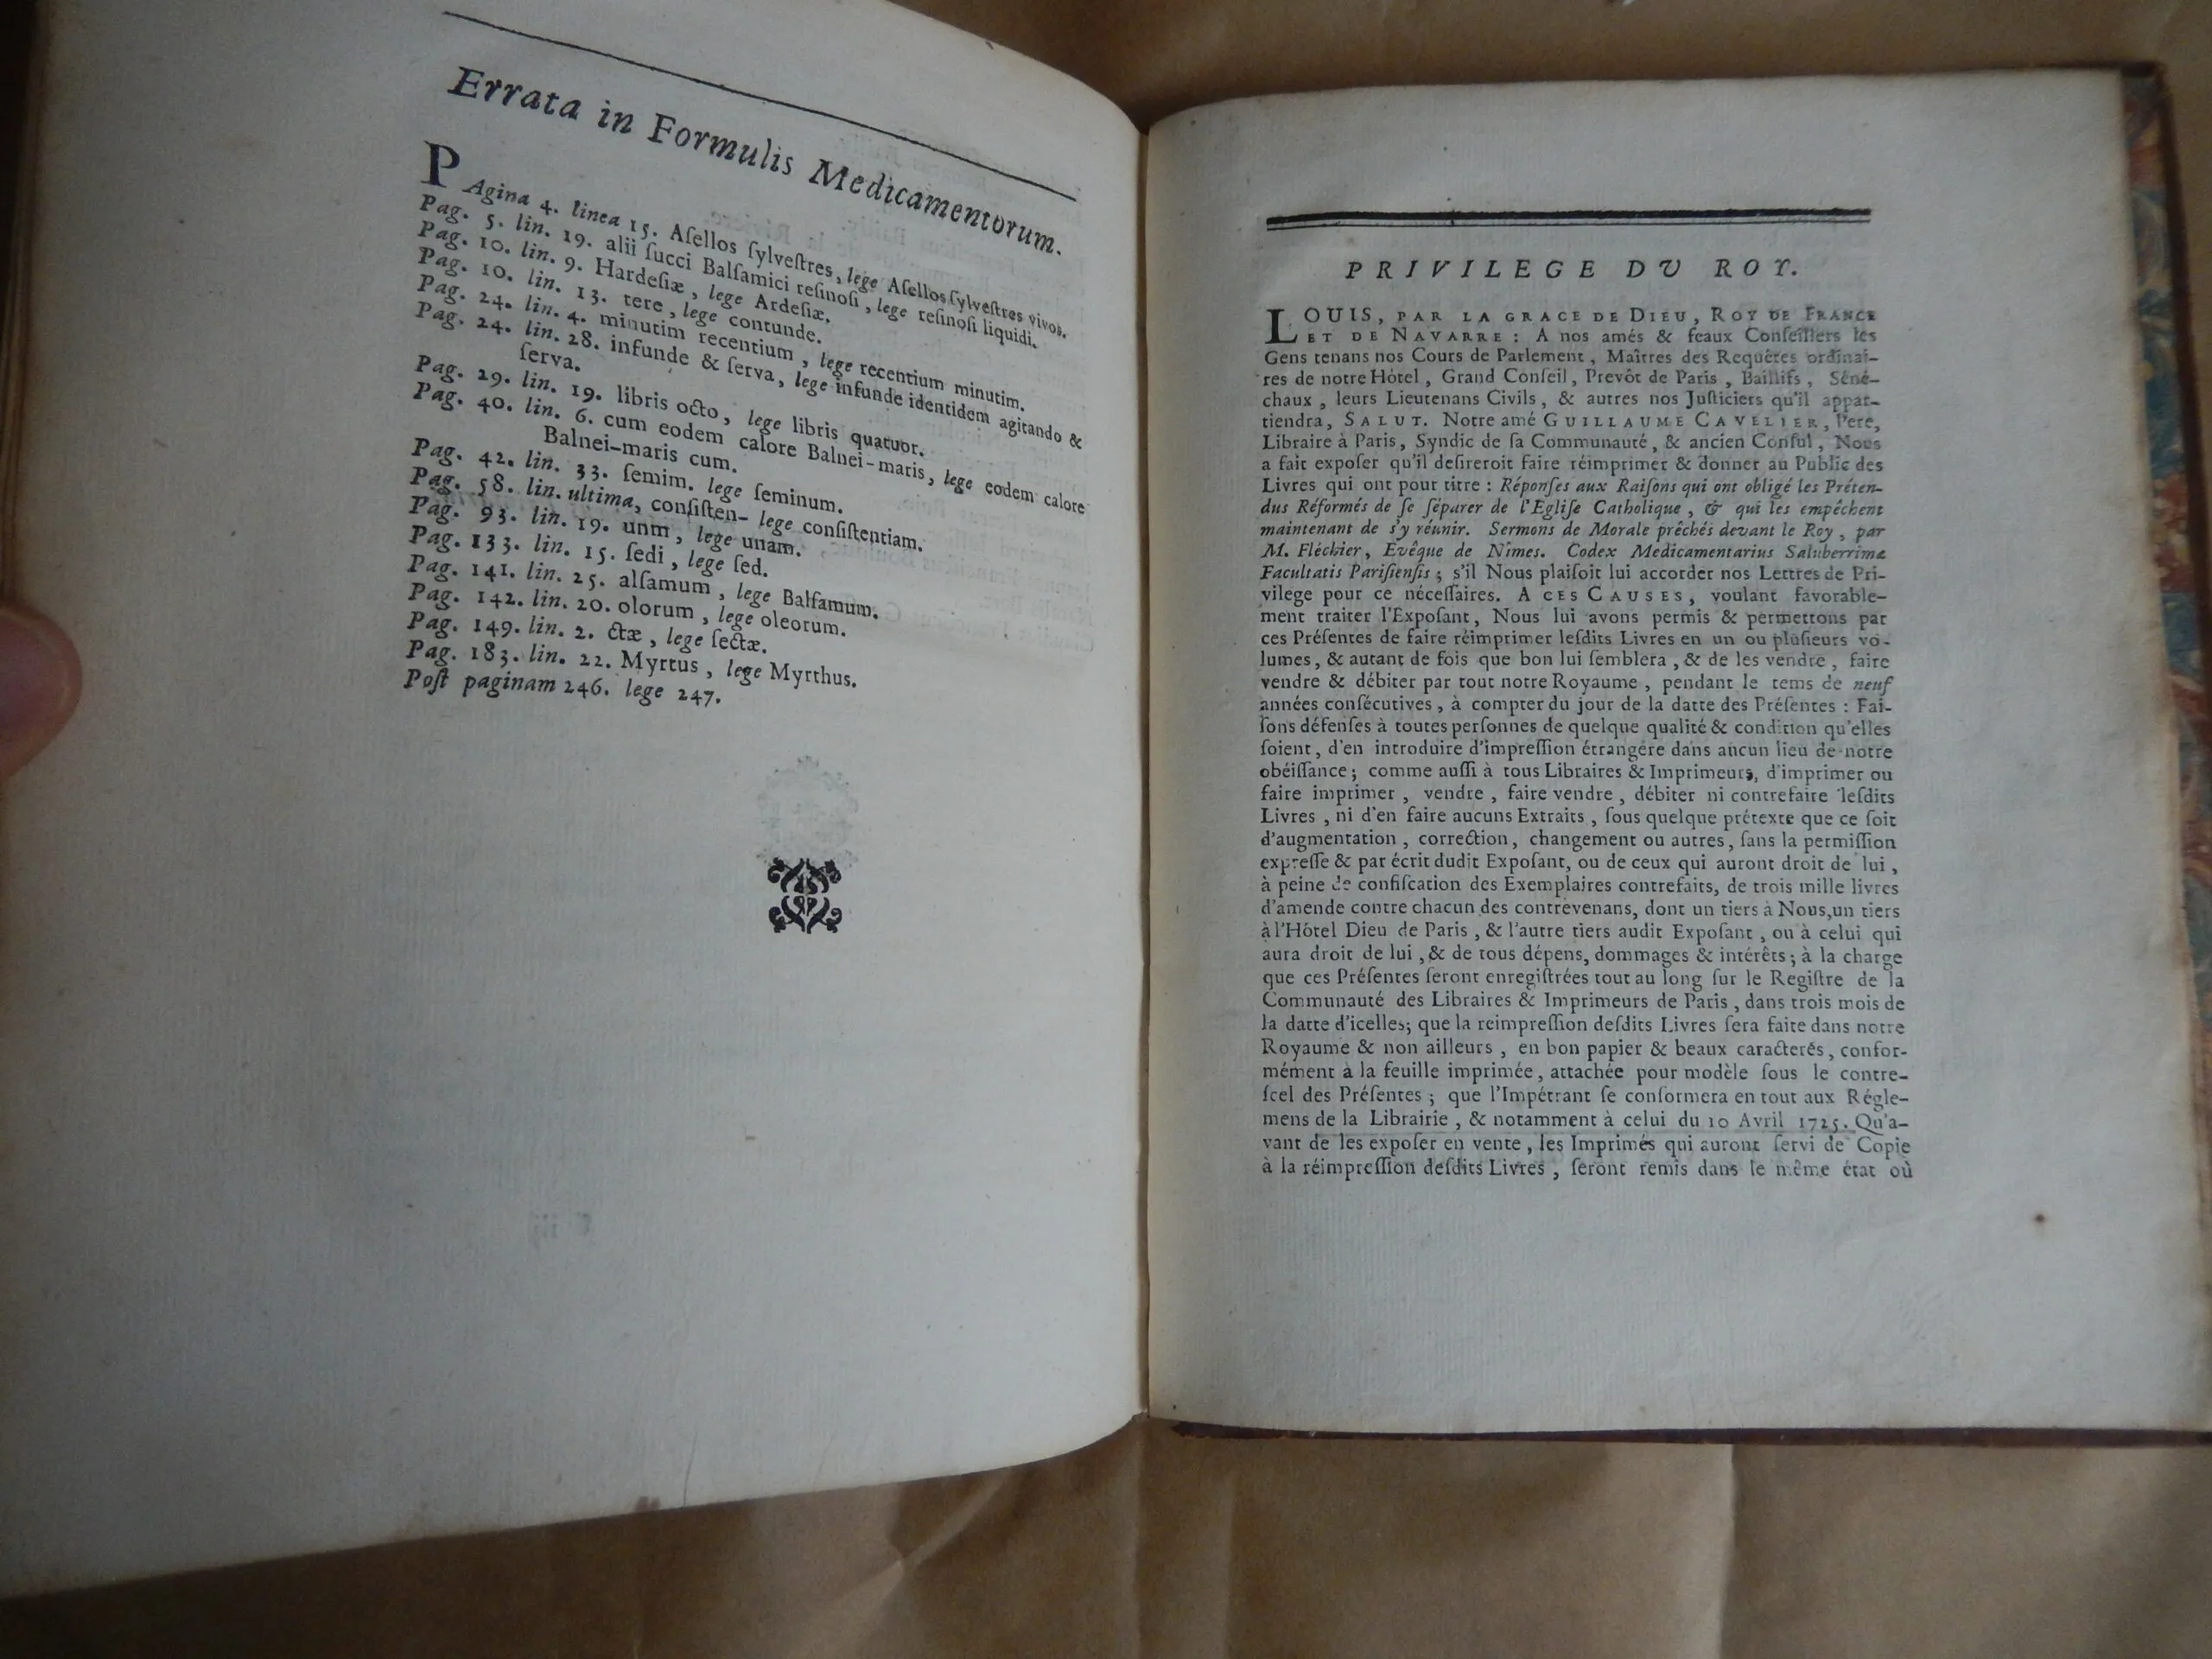 Errata in Formulis Medicamentorum.
PAgina 4. linea 15. Aſellos ſylveſtres, lege Aſellos ſylveſtres vivos.
Pag. 5. lin. 19. alii ſucci Balſamici reſinoſi, lege reſinoſi liquidi.
Pag. 10. lin. 9. Hardeſiæ, lege Ardeſiæ.
Pag. 10. lin. 13. tere, lege contunde.
Pag. 24. lin. 4. minutim recentium, lege recentium minutim.
Pag. 24. lin. 28. infunde & ſerva, lege infunde identidem agitando &
ſerva.
Pag. 29. lin. 19. libris octo, lege libris quatuor.
Pag. 40. lin. 6. cum eodem calore Balnei-maris, lege eodem calore
Balnei-maris cum.
Pag. 42. lin. 33. ſemim. lege ſeminum.
Pag. 58. lin. ultima, conſiſten- lege conſiſtentiam.
Pag. 93. lin. 19. unm, lege unam.
Pag. 133. lin. 15. ſedi, lege ſed.
Pag. 141. lin. 25. alſamum, lege Balſamum.
Pag. 142. lin. 20. olorum, lege oleorum.
Pag. 149. lin. 2. ctæ, lege ſectæ.
Pag. 183. lin. 22. Myrtus, lege Myrthus.
Poſt paginam 246. lege 247.
PRIVILEGE DU ROY.
LOUIS, PAR LA GRACE DE DIEU, ROY DE FRANCE
ET DE NAVARRE : A nos amés & feaux Conſeillers les
Gens tenans nos Cours de Parlement, Maîtres des Requêtes ordinai-
res de notre Hôtel, Grand Conſeil, Prevôt de Paris, Baillifs, Séné-
chaux, leurs Lieutenans Civils, & autres nos Juſticiers qu'il appar-
tiendra, SALUT. Notre amé GUILLAUME CAVELIER, Pere,
Libraire à Paris, Syndic de ſa Communauté, & ancien Conſul, Nous
a fait expoſer qu'il deſireroit faire réimprimer & donner au Public des
Livres qui ont pour titre : Réponſes aux Raiſons qui ont obligé les Préten-
dus Réformés de ſe ſéparer de l'Egliſe Catholique, & qui les empéchent
maintenant de s'y réunir. Sermons de Morale prêchés devant le Roy, par
M. Fléchier, Evêque de Nîmes. Codex Medicamentarius Saluberrimæ
Facultatis Pariſienſis ; s'il Nous plaiſoit lui accorder nos Lettres de Pri-
vilege pour ce néceſſaires. A CES CAUSES, voulant favorable-
ment traiter l'Expoſant, Nous lui avons permis & permettons par
ces Préſentes de faire réimprimer leſdits Livres en un ou pluſieurs vo-
lumes, & autant de fois que bon lui ſemblera, & de les vendre, faire
vendre & débiter par tout notre Royaume, pendant le tems de neuf
années conſécutives, à compter du jour de la datte des Préſentes : Fai-
ſons défenſes à toutes perſonnes de quelque qualité & condition qu'elles
ſoient, d'en introduire d'impreſſion étrangére dans aucun lieu de notre
obéiſſance ; comme auſſi à tous Libraires & Imprimeurs, d'imprimer ou
faire imprimer, vendre, faire vendre, débiter ni contrefaire leſdits
Livres, ni d'en faire aucuns Extraits, ſous quelque prétexte que ce ſoit
d'augmentation, correction, changement ou autres, ſans la permiſſion
expreſſe & par écrit dudit Expoſant, ou de ceux qui auront droit de lui,
à peine de confiſcation des Exemplaires contrefaits, de trois mille livres
d'amende contre chacun des contrevenans, dont un tiers à Nous, un tiers
à l'Hôtel Dieu de Paris, & l'autre tiers audit Expoſant, ou à celui qui
aura droit de lui, & de tous dépens, dommages & intérêts ; à la charge
que ces Préſentes ſeront enregiſtrées tout au long ſur le Regiſtre de la
Communauté des Libraires & Imprimeurs de Paris, dans trois mois de
la datte d'icelles; que la reimpreſſion deſdits Livres ſera faite dans notre
Royaume & non ailleurs, en bon papier & beaux caracterés, confor-
mément à la feuille imprimée, attachée pour modèle ſous le contre-
ſcel des Préſentes ; que l'Impétrant ſe conformera en tout aux Régle-
mens de la Librairie, & notamment à celui du 10 Avril 1725. Qu'a-
vant de les expoſer en vente, les Imprimés qui auront ſervi de Copie
à la réimpreſſion deſdits Livres, ſeront remis dans le même état où